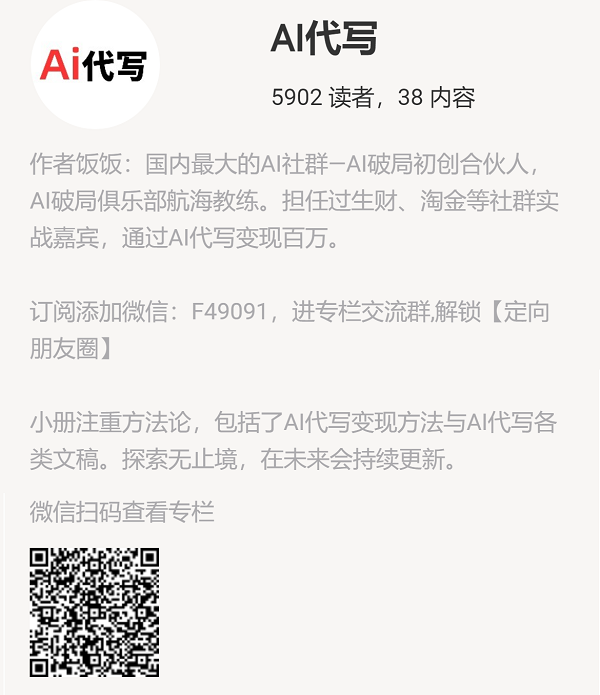 Ai代写
AI代写
5902 读者，38 内容
作者饭饭：国内最大的AI社群—AI破局初创合伙人，
AI破局俱乐部航海教练。担任过生财、淘金等社群实
战嘉宾，通过AI代写变现百万。
订阅添加微信：F49091，进专栏交流群,解锁【定向
朋友圈】
小册注重方法论，包括了AI代写变现方法与AI代写各
类文稿。探索无止境，在未来会持续更新。
微信扫码查看专栏